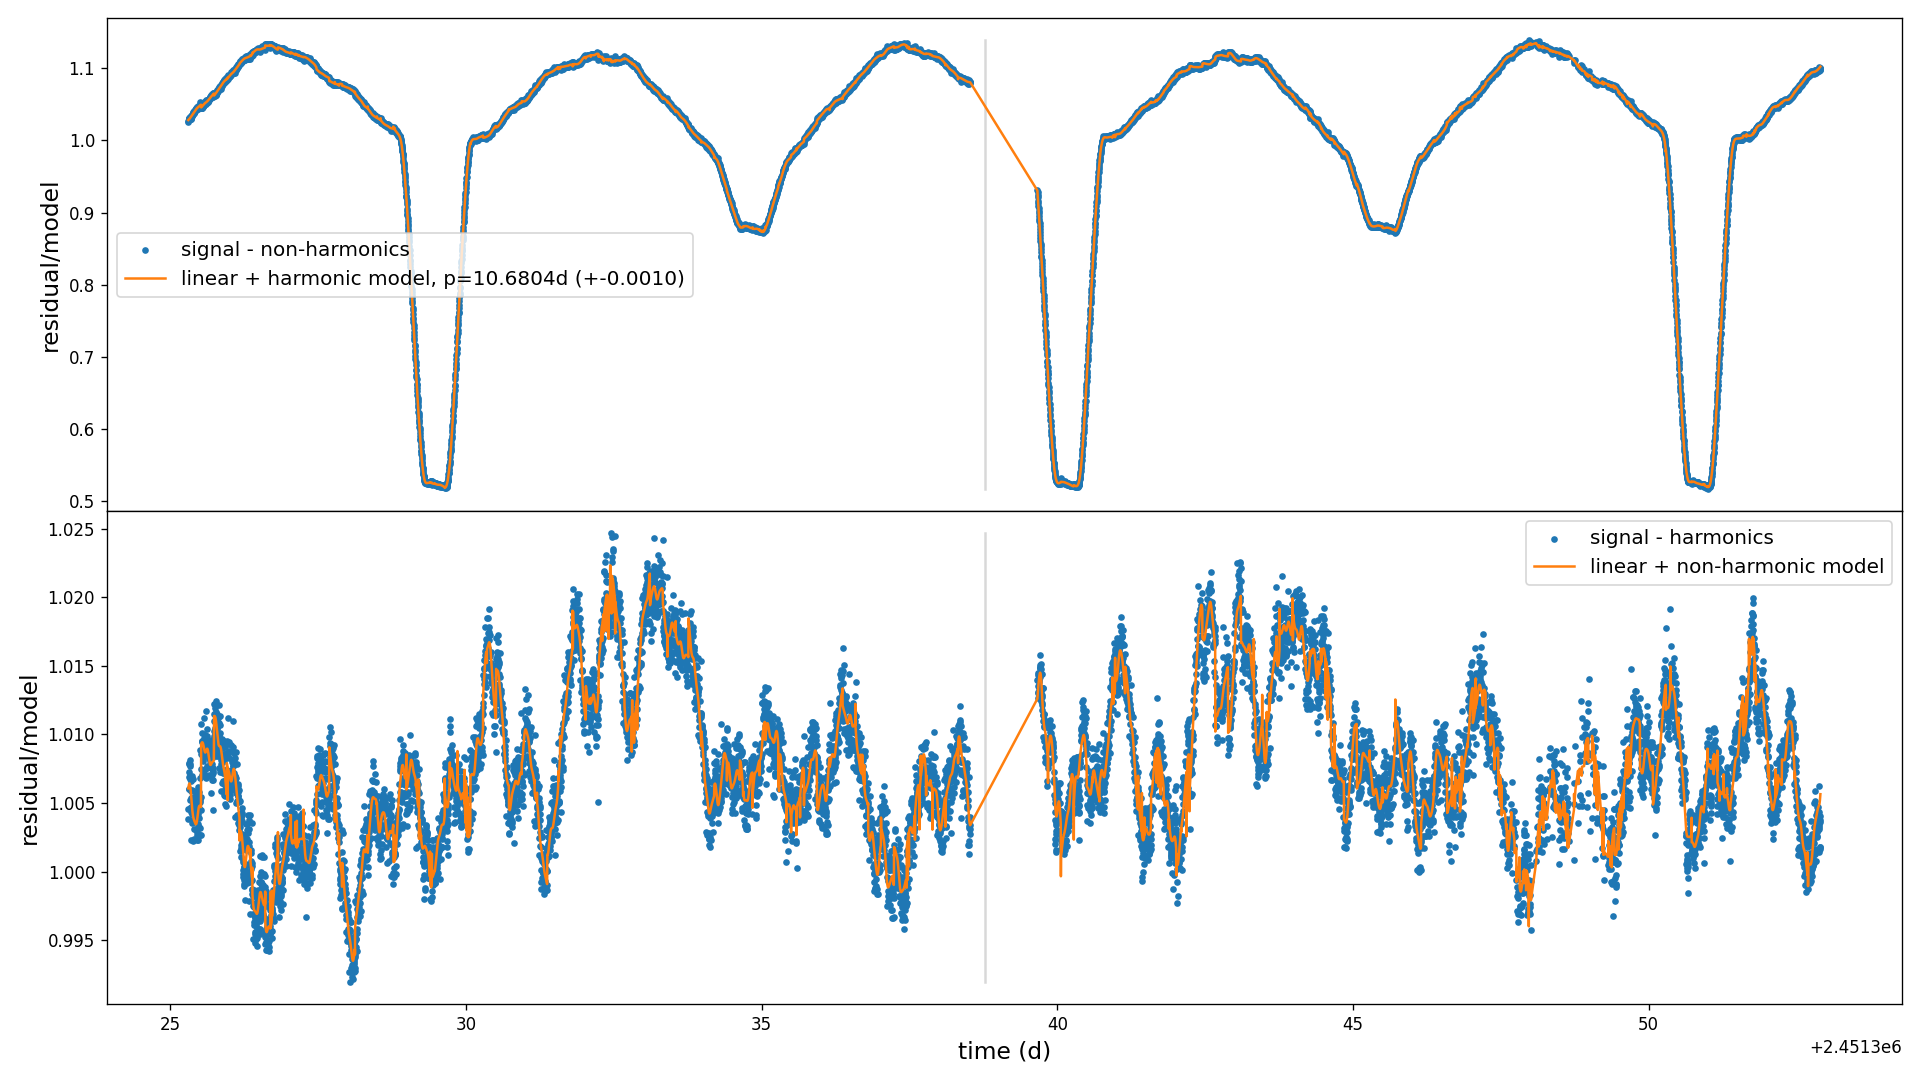 1.1
1.0
0.9
0.8
0.7
0.6
0.5
residual/model
signal - non-harmonics
linear + harmonic model, p=10.6804d (+-0.0010)
1.025
1.020
1.015
1.010
1.005
1.000
0.995
residual/model
signal - harmonics
linear + non-harmonic model
25 30 35 40 45 50
time (d)
+2.4513e6